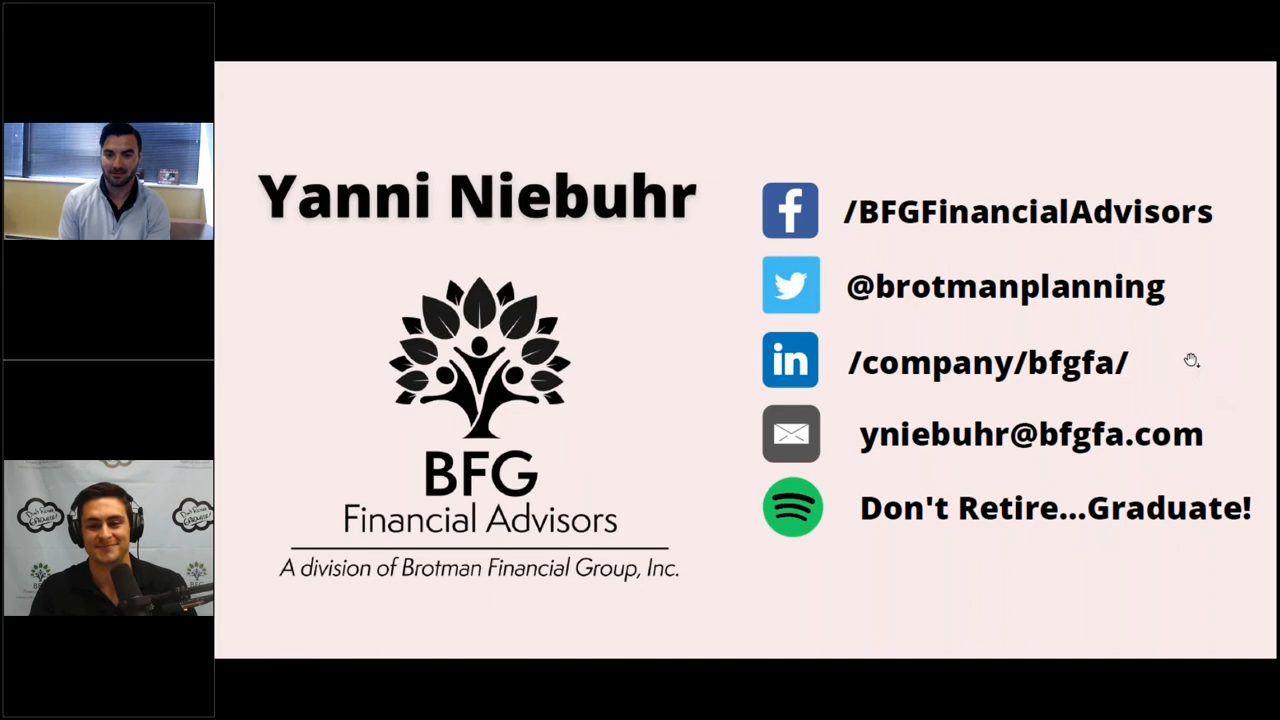 Yanni Niebuhr
BFG
Financial Advisors
A division of Brotman Financial Group, Inc.
/BFGFinancialAdvisors
@brotmanplanning
in
/company/bfgfa/
yniebuhr@bfgfa.com
Don't Retire...Graduate!